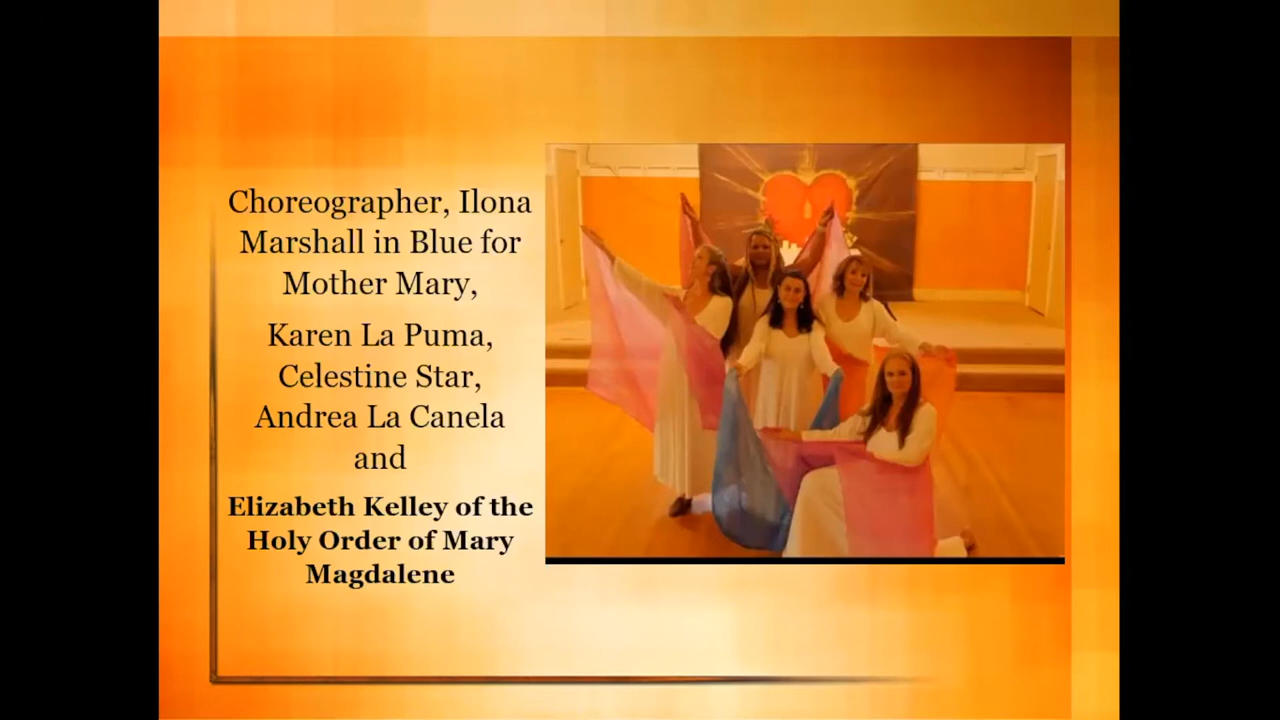 Choreographer, Ilona
Marshall in Blue for
Mother Mary,
Karen La Puma,
Celestine Star,
Andrea La Canela
and
Elizabeth Kelley of the
Holy Order of Mary
Magdalene